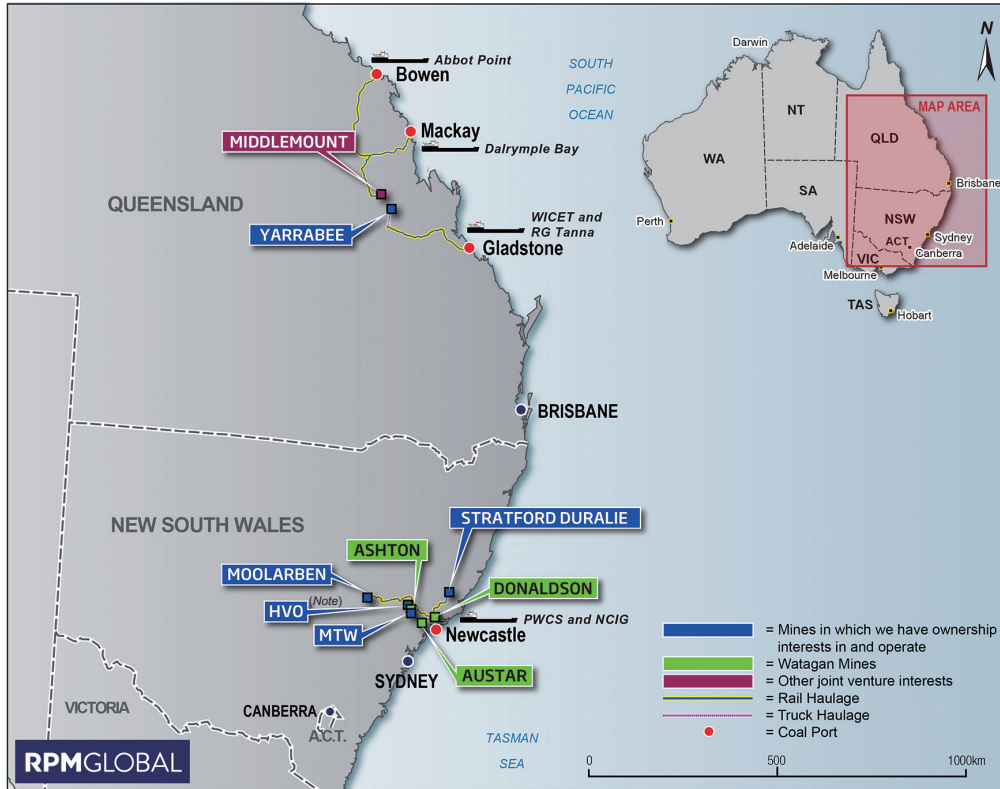 Abbot Point
Bowen
SOUTH
PACIFIC
OCEAN
Mackay
Dalrymple Bay
MIDDLEMOUNT
QUEENSLAND
YARRABEE
WICET and
RG Tanna
Gladstone
BRISBANE
NEW SOUTH WALES
STRATFORD DURALIE
ASHTON
MOOLARBEN
DONALDSON
HVO
(Note)
PWCS and NCIG
MTW
Newcastle
AUSTAR
SYDNEY
VICTORIA
CANBERRA
A.C.T.
TASMAN
SEA
RPMGLOBAL
N
Darwin
MAP AREA
NT
QLD
WA
Brisbane
SA
NSW
Perth
Sydney
ACT
Adelaide
Canberra
VIC
Melbourne
TAS
Hobart
= Mines in which we have ownership
interests in and operate
= Watagan Mines
= Other joint venture interests
= Rail Haulage
= Truck Haulage
= Coal Port
0 500 1000km